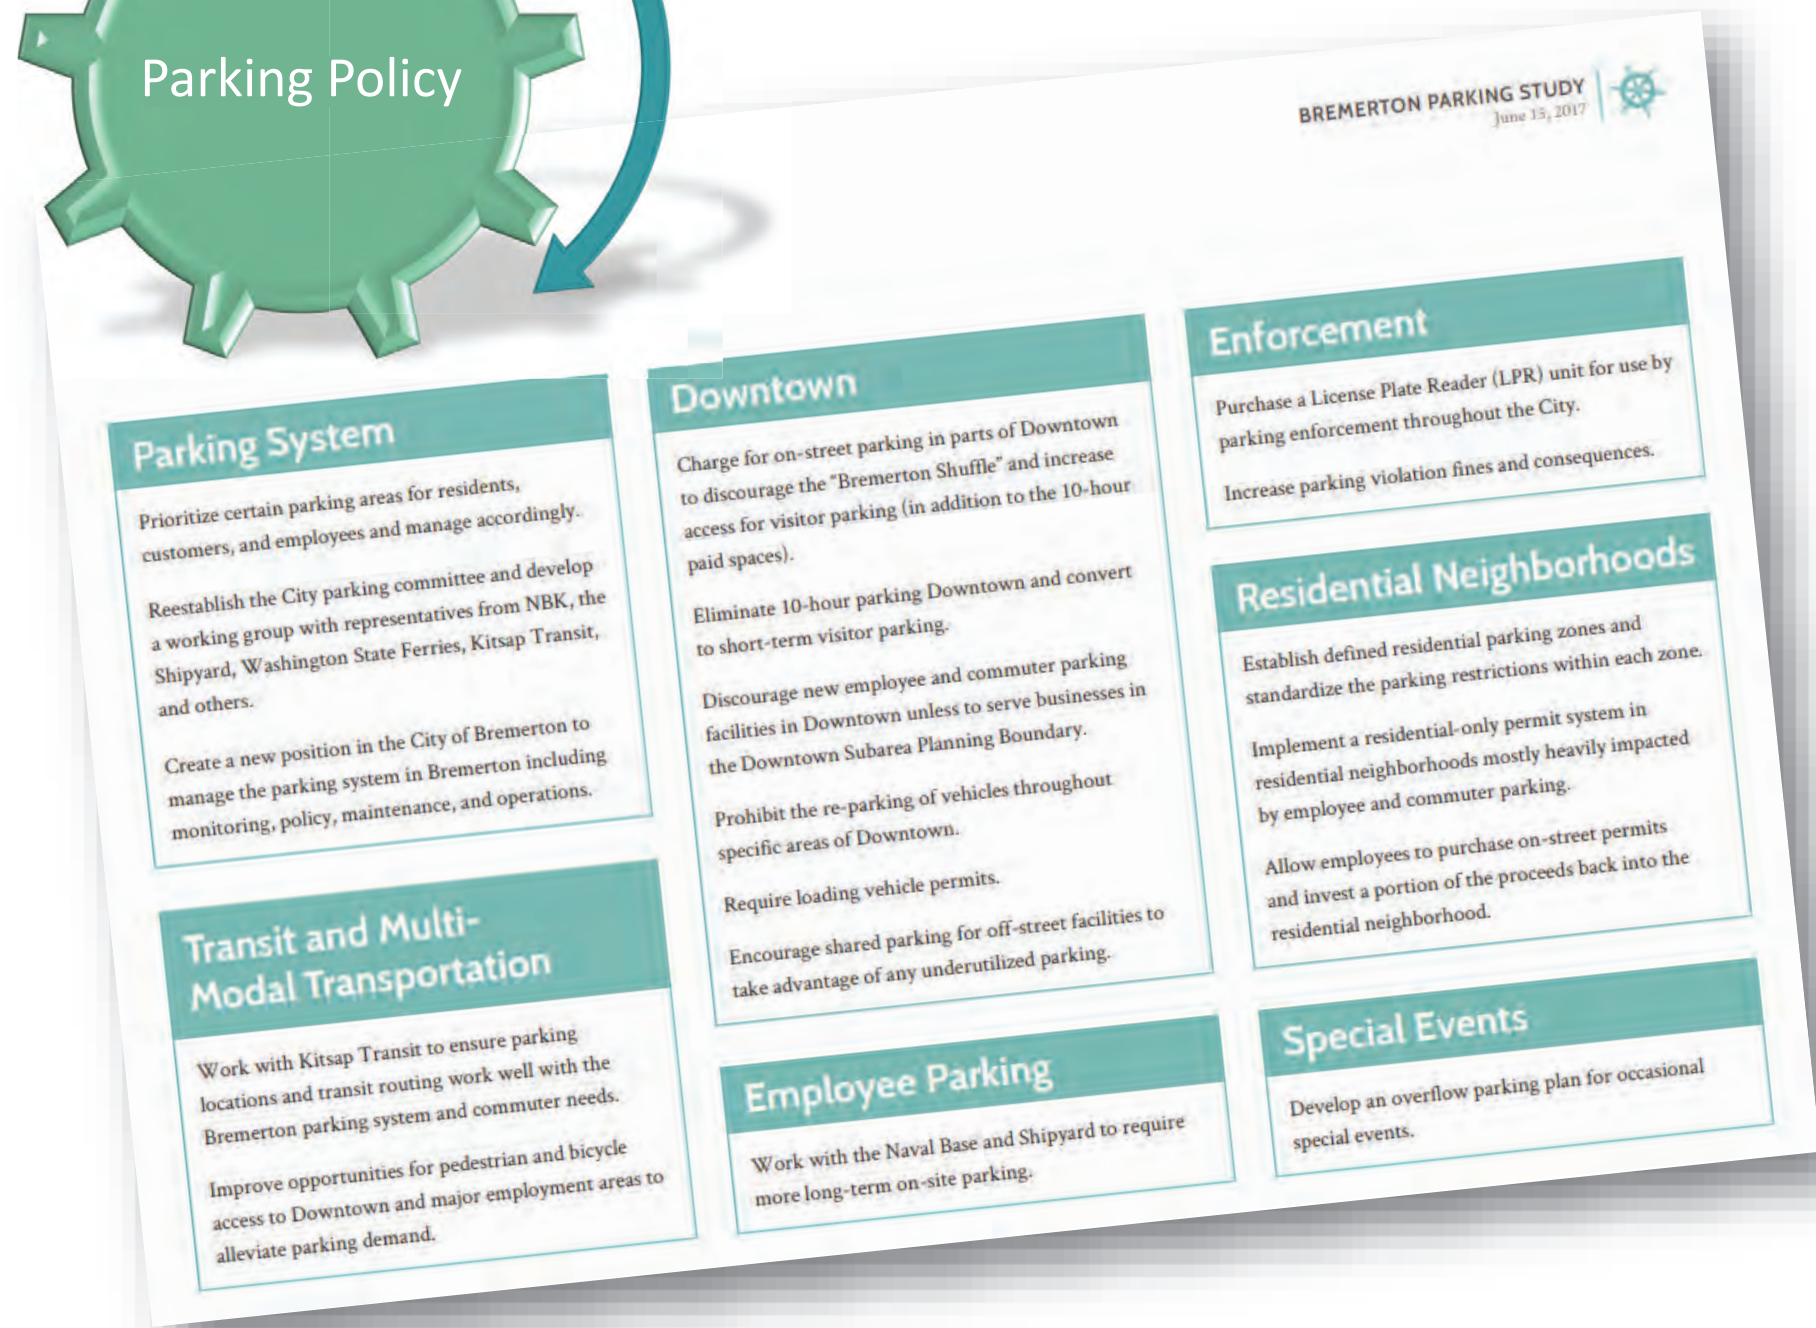 Parking Policy
BREMERTON PARKING STUDY
June 15, 2017
Parking System
Prioritize certain parking areas for residents,
customers, and employees and manage accordingly.
Reestablish the City parking committee and develop
a working group with representatives from NBK, the
Shipyard, Washington State Ferries, Kitsap Transit,
and others.
Create a new position in the City of Bremerton to
manage the parking system in Bremerton including
monitoring, policy, maintenance, and operations.
Transit and Multi-
Modal Transportation
Work with Kitsap Transit to ensure parking
locations and transit routing work well with the
Bremerton parking system and commuter needs.
Improve opportunities for pedestrian and bicycle
access to Downtown and major employment areas to
alleviate parking demand.
Downtown
Charge for on-street parking in parts of Downtown
to discourage the “Bremerton Shuffle” and increase
access for visitor parking (in addition to the 10-hour
paid spaces).
Eliminate 10-hour parking Downtown and convert
to short-term visitor parking.
Discourage new employee and commuter parking
facilities in Downtown unless to serve businesses in
the Downtown Subarea Planning Boundary.
Prohibit the re-parking of vehicles throughout
specific areas of Downtown.
Require loading vehicle permits.
Encourage shared parking for off-street facilities to
take advantage of any underutilized parking.
Employee Parking
Work with the Naval Base and Shipyard to require
more long-term on-site parking.
Enforcement
Purchase a License Plate Reader (LPR) unit for use by
parking enforcement throughout the City.
Increase parking violation fines and consequences.
Residential Neighborhoods
Establish defined residential parking zones and
standardize the parking restrictions within each zone.
Implement a residential-only permit system in
residential neighborhoods mostly heavily impacted
by employee and commuter parking.
Allow employees to purchase on-street permits
and invest a portion of the proceeds back into the
residential neighborhood.
Special Events
Develop an overflow parking plan for occasional
special events.